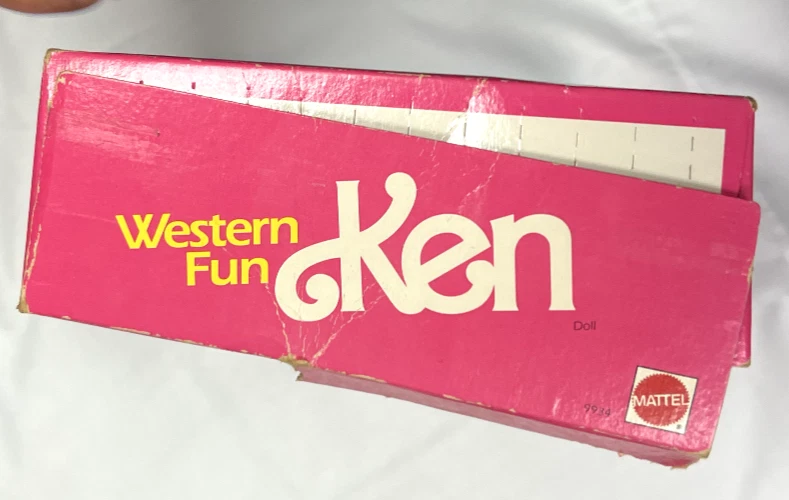 Western
Fun
Ken
Doll
9934
MATTEL